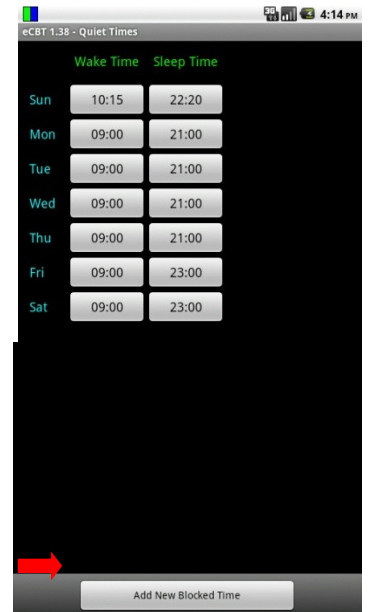 3G 4:14 PM
eCBT 1.38 - Quiet Times
Wake Time Sleep Time
Sun 10:15 22:20
Mon 09:00 21:00
Tue 09:00 21:00
Wed 09:00 21:00
Thu 09:00 21:00
Fri 09:00 23:00
Sat 09:00 23:00
Add New Blocked Time